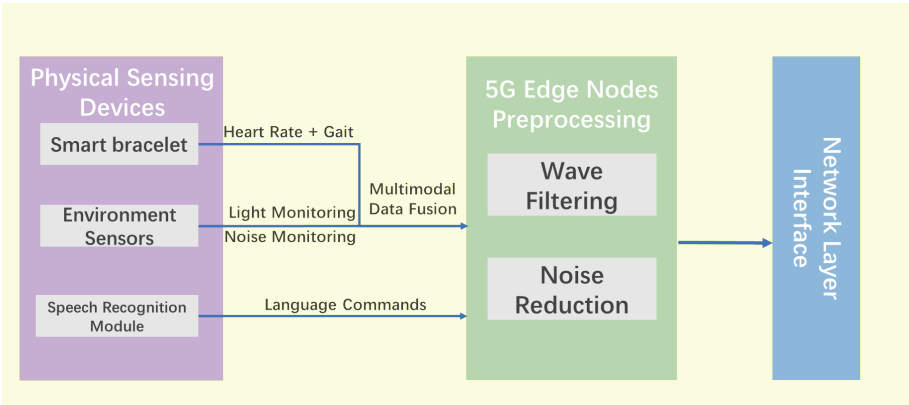 Physical Sensing
Devices
Smart bracelet
Environment
Sensors
Speech Recognition
Module
Heart Rate + Gait
Light Monitoring
Noise Monitoring
Multimodal
Data Fusion
Language Commands
5G Edge Nodes
Preprocessing
Wave
Filtering
Noise
Reduction
Network Layer
Interface